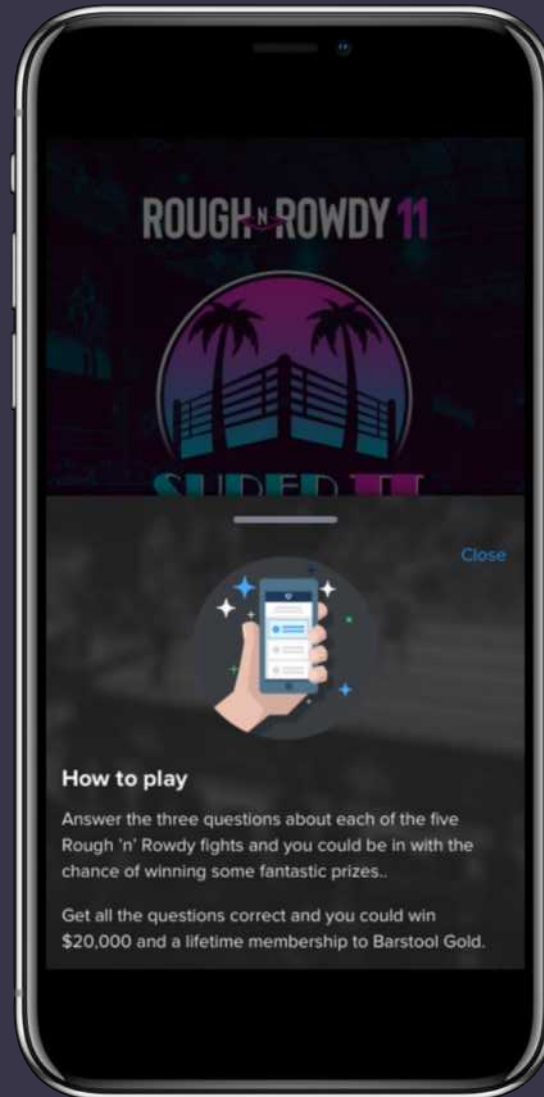 ROUGH N ROWDY 11
SUPER II
Close
How to play
Answer the three questions about each of the five
Rough 'n' Rowdy fights and you could be in with the
chance of winning some fantastic prizes..
Get all the questions correct and you could win
$20,000 and a lifetime membership to Barstool Gold.